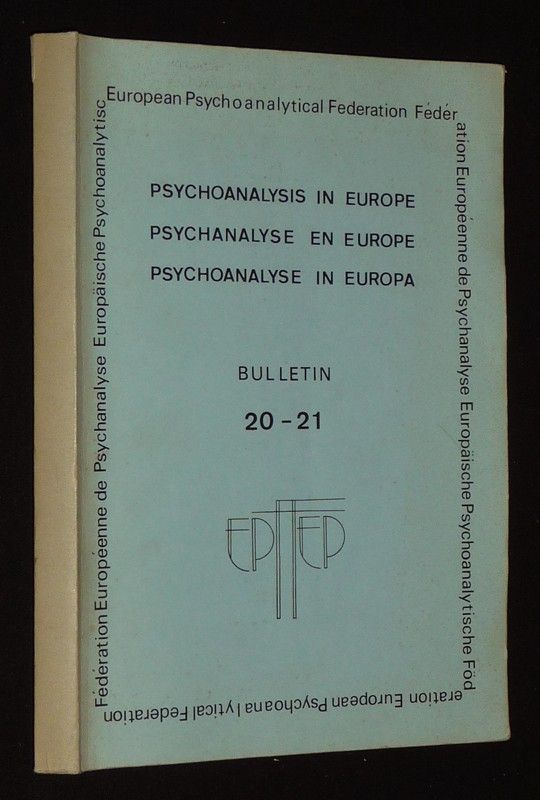 European Psychoanalytical Federation Fédér
ation Européenne de Psychanalyse Europäische Psychoanalytische Föd
eration European Psychoanalytical Federation
Fédération Européenne de Psychanalyse Europäische Psychoanalytisc
PSYCHOANALYSIS IN EUROPE
PSYCHANALYSE EN EUROPE
PSYCHOANALYSE IN EUROPA
BULLETIN
20-21
EPFEP